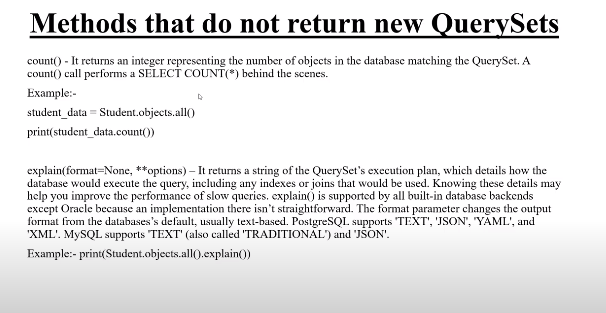 Methods that do not return new QuerySets
count() - It returns an integer representing the number of objects in the database matching the QuerySet. A
count() call performs a SELECT COUNT(*) behind the scenes.
Example:-
student_data = Student.objects.all()
print(student_data.count())
explain(format=None, **options) – It returns a string of the QuerySet's execution plan, which details how the
database would execute the query, including any indexes or joins that would be used. Knowing these details may
help you improve the performance of slow queries. explain() is supported by all built-in database backends
except Oracle because an implementation there isn't straightforward. The format parameter changes the output
format from the databases's default, usually text-based. PostgreSQL supports 'TEXT', 'JSON', 'YAML', and
'XML'. MySQL supports 'TEXT' (also called 'TRADITIONAL') and 'JSON'.
Example:- print(Student.objects.all().explain())